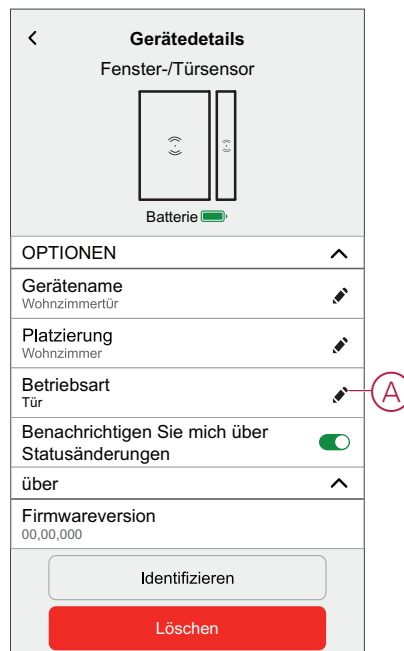 Gerätedetails
Fenster-/Türsensor
Batterie
OPTIONEN
Gerätename
Wohnzimmertür
Platzierung
Wohnzimmer
Betriebsart
Tür
A
Benachrichtigen Sie mich über
Statusänderungen
über
Firmwareversion
00,00,000
Identifizieren
Löschen